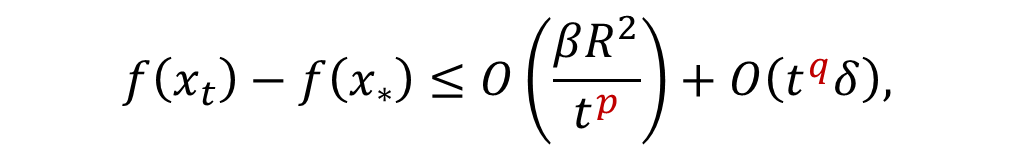 f(x_t) − f(x_*) ≤ O(βR²/t^p) + O(t^q δ),